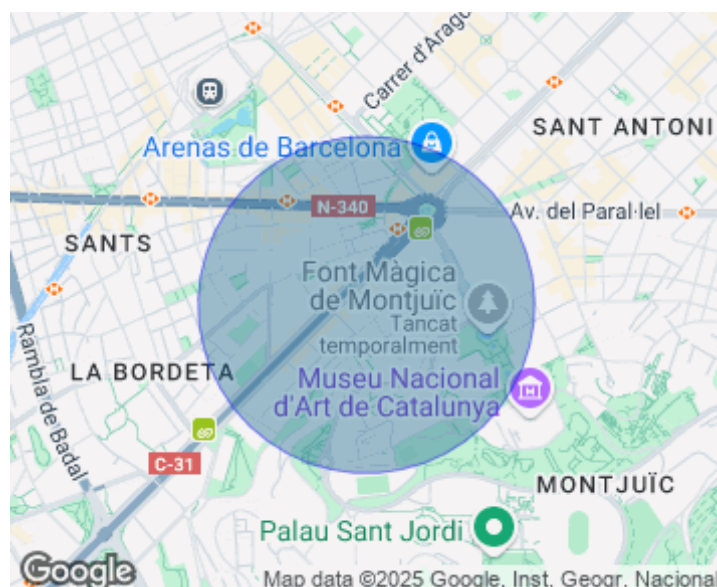 Carrer d'Aragó
SANT ANTONI
Arenas de Barcelona
N-340
Av. del Paral·lel
SANTS
Font Màgica
de Montjuïc
Tancat
temporalment
Rambla de Badal
LA BORDETA
Museu Nacional
d'Art de Catalunya
C-31
MONTJUÏC
Palau Sant Jordi
Google
Map data ©2025 Google, Inst. Geogr. Nacional